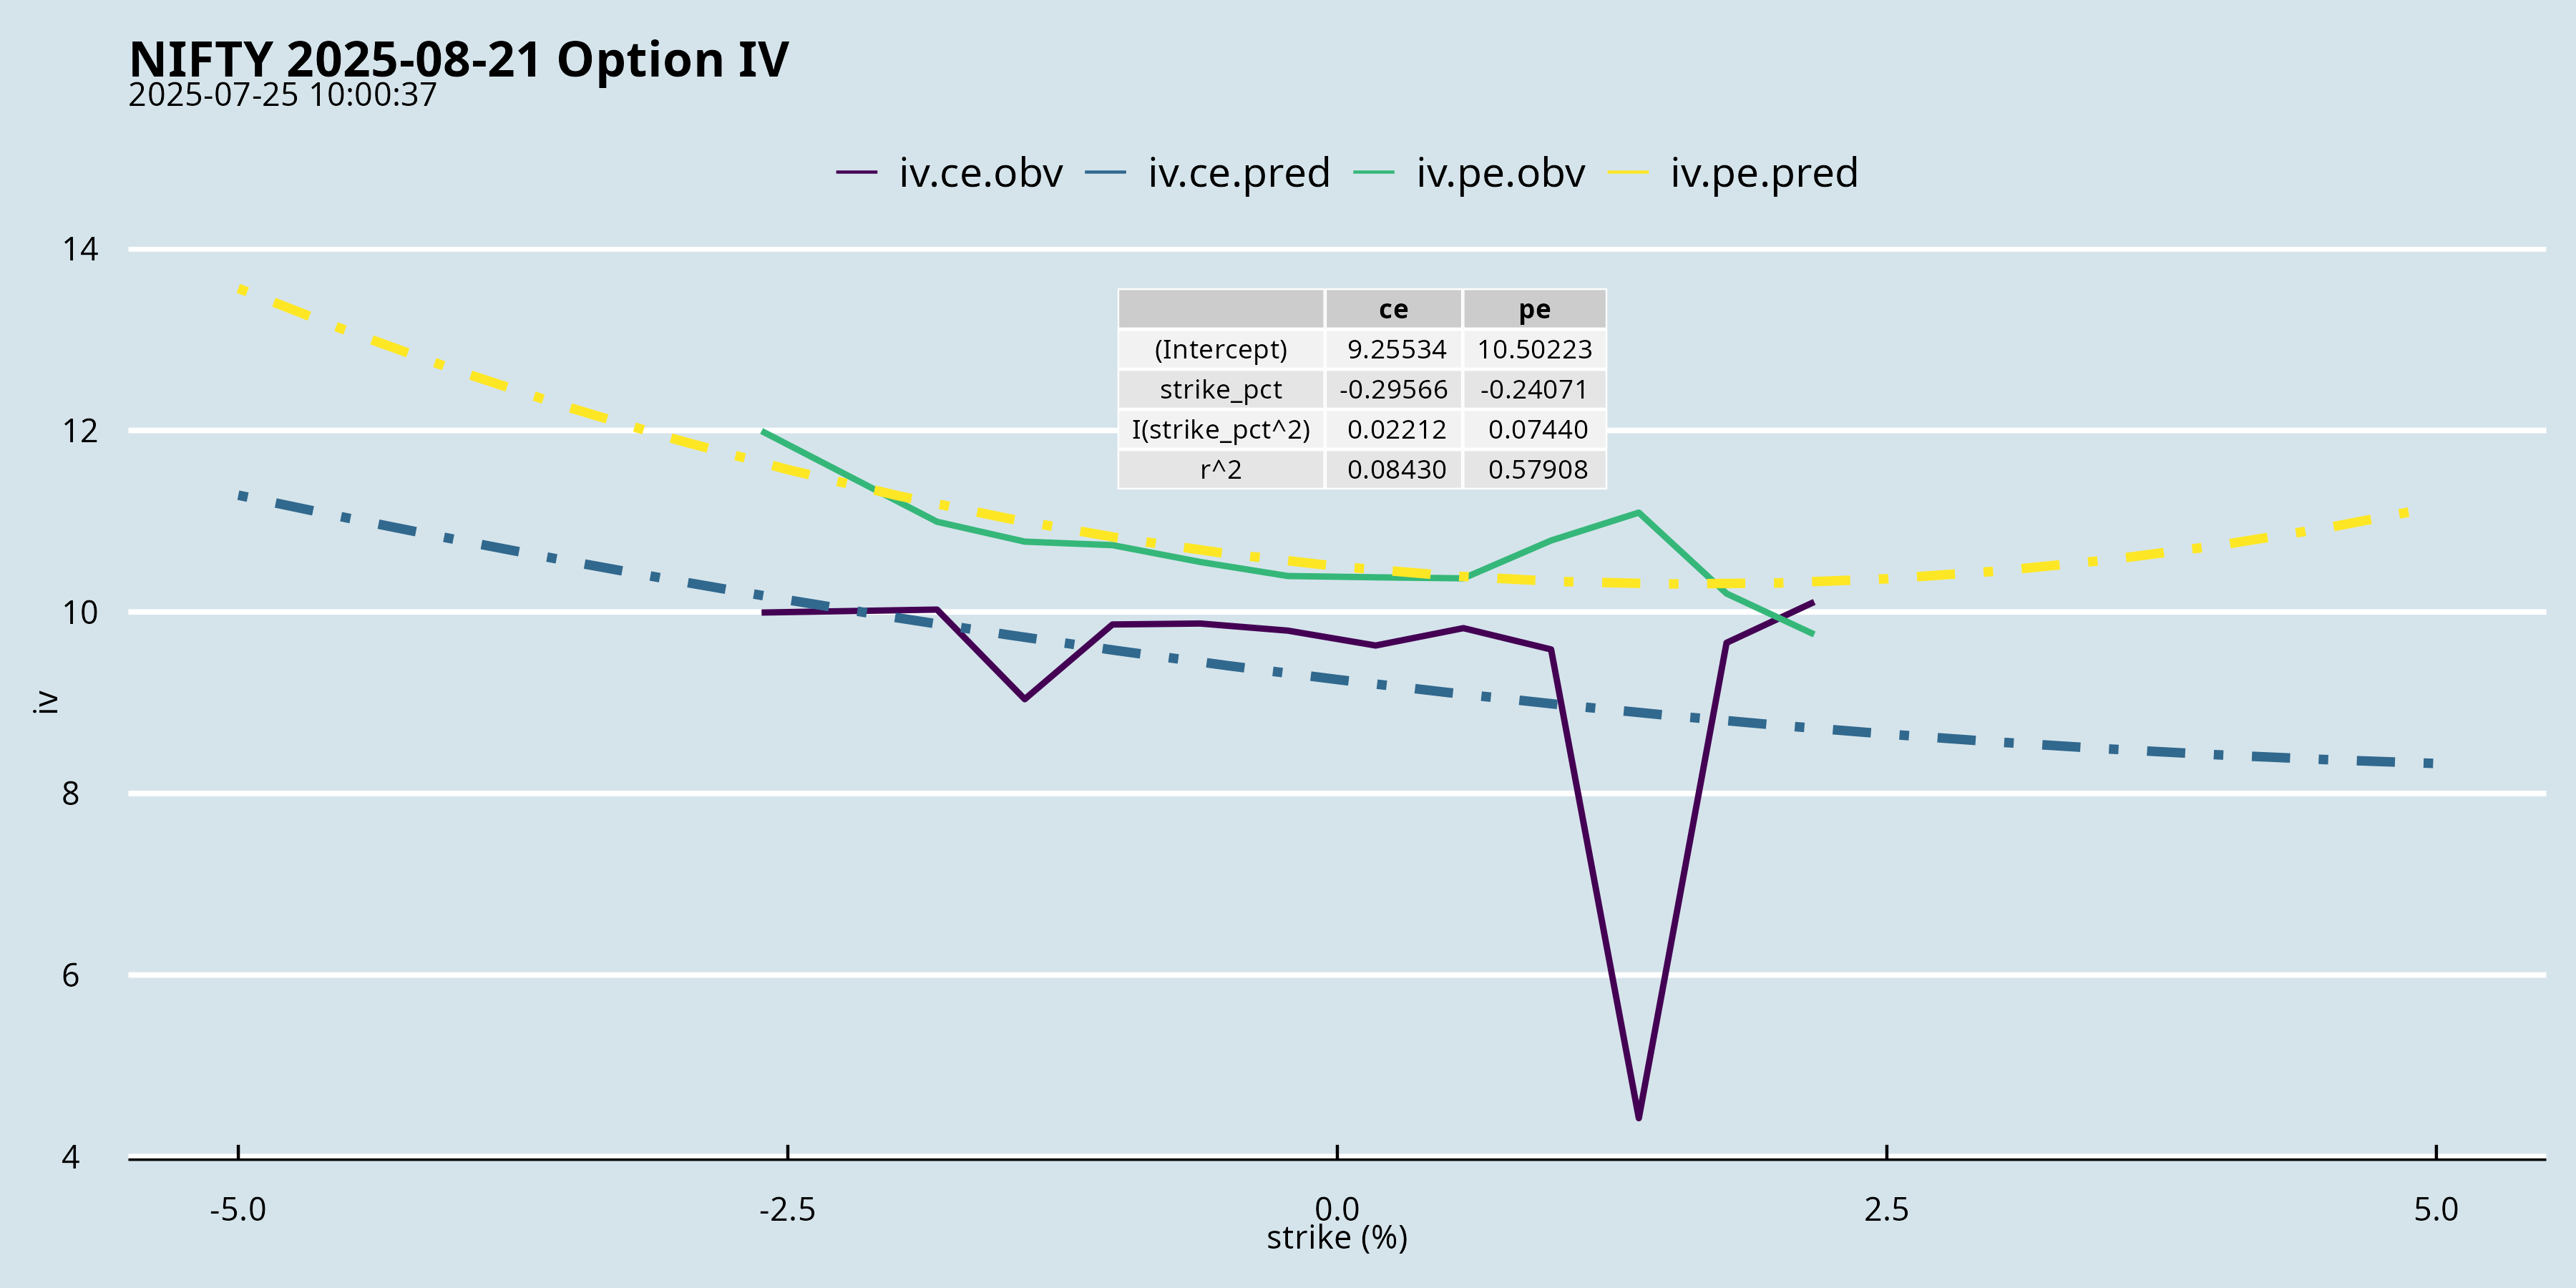 NIFTY 2025-08-21 Option IV
2025-07-25 10:00:37
iv.ce.obv iv.ce.pred iv.pe.obv iv.pe.pred
14
12
10
8
6
4
iv
ce pe
(Intercept) 9.25534 10.50223
strike_pct -0.29566 -0.24071
I(strike_pct^2) 0.02212 0.07440
r^2 0.08430 0.57908
-5.0 -2.5 0.0 2.5 5.0
strike (%)